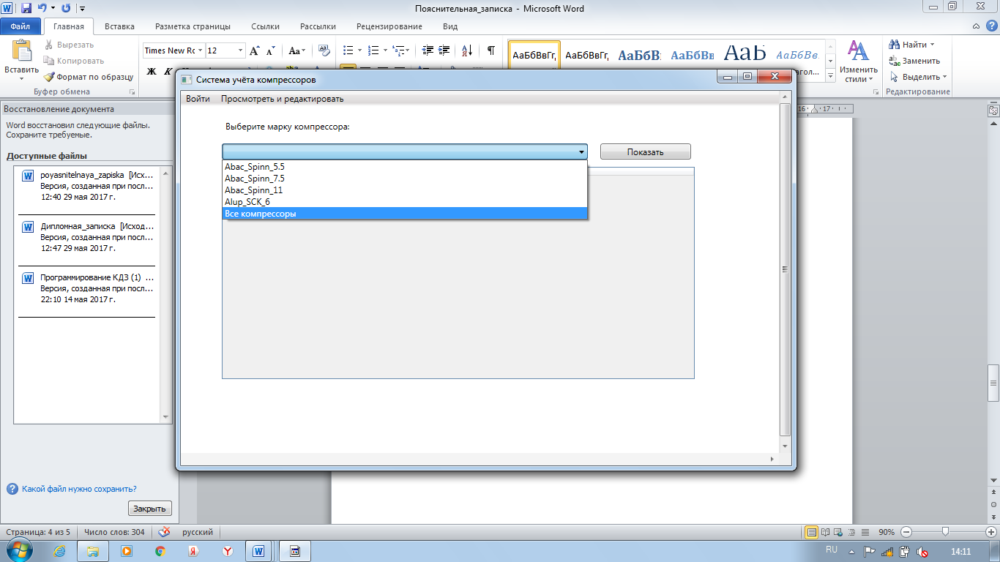 Пояснительная_записка - Microsoft Word
Файл Главная Вставка Разметка страницы Ссылки Рассылки Рецензирование Вид
Вставить
Вырезать
Копировать
Формат по образцу
Буфер обмена
Times New Ro 12
Ж К
АаБбВвГг, АаБбВвГг, АаБбВ АаБбВв АаБ АаБбВв.
Изменить стили
Найти
Заменить
Выделить
Редактирование
Восстановление документа
Word восстановил следующие файлы.
Сохраните требуемые.
Доступные файлы
poyasnitelnaya_zapiska [Исх...
Версия, созданная при посл...
12:40 29 мая 2017 г.
Дипломная_записка [Исход...
Версия, созданная при посл...
12:47 29 мая 2017 г.
Программирование КДЗ (1) ...
Версия, созданная при посл...
22:10 14 мая 2017 г.
Какой файл нужно сохранить?
Закрыть
Система учёта компрессоров
Войти Просмотреть и редактировать
Выберите марку компрессора:
Показать
Abac_Spinn_5.5
Abac_Spinn_7.5
Abac_Spinn_11
Alup_SCK_6
Все компрессоры
16 17
Страница: 4 из 5 Число слов: 304 русский 90%
RU 14:11